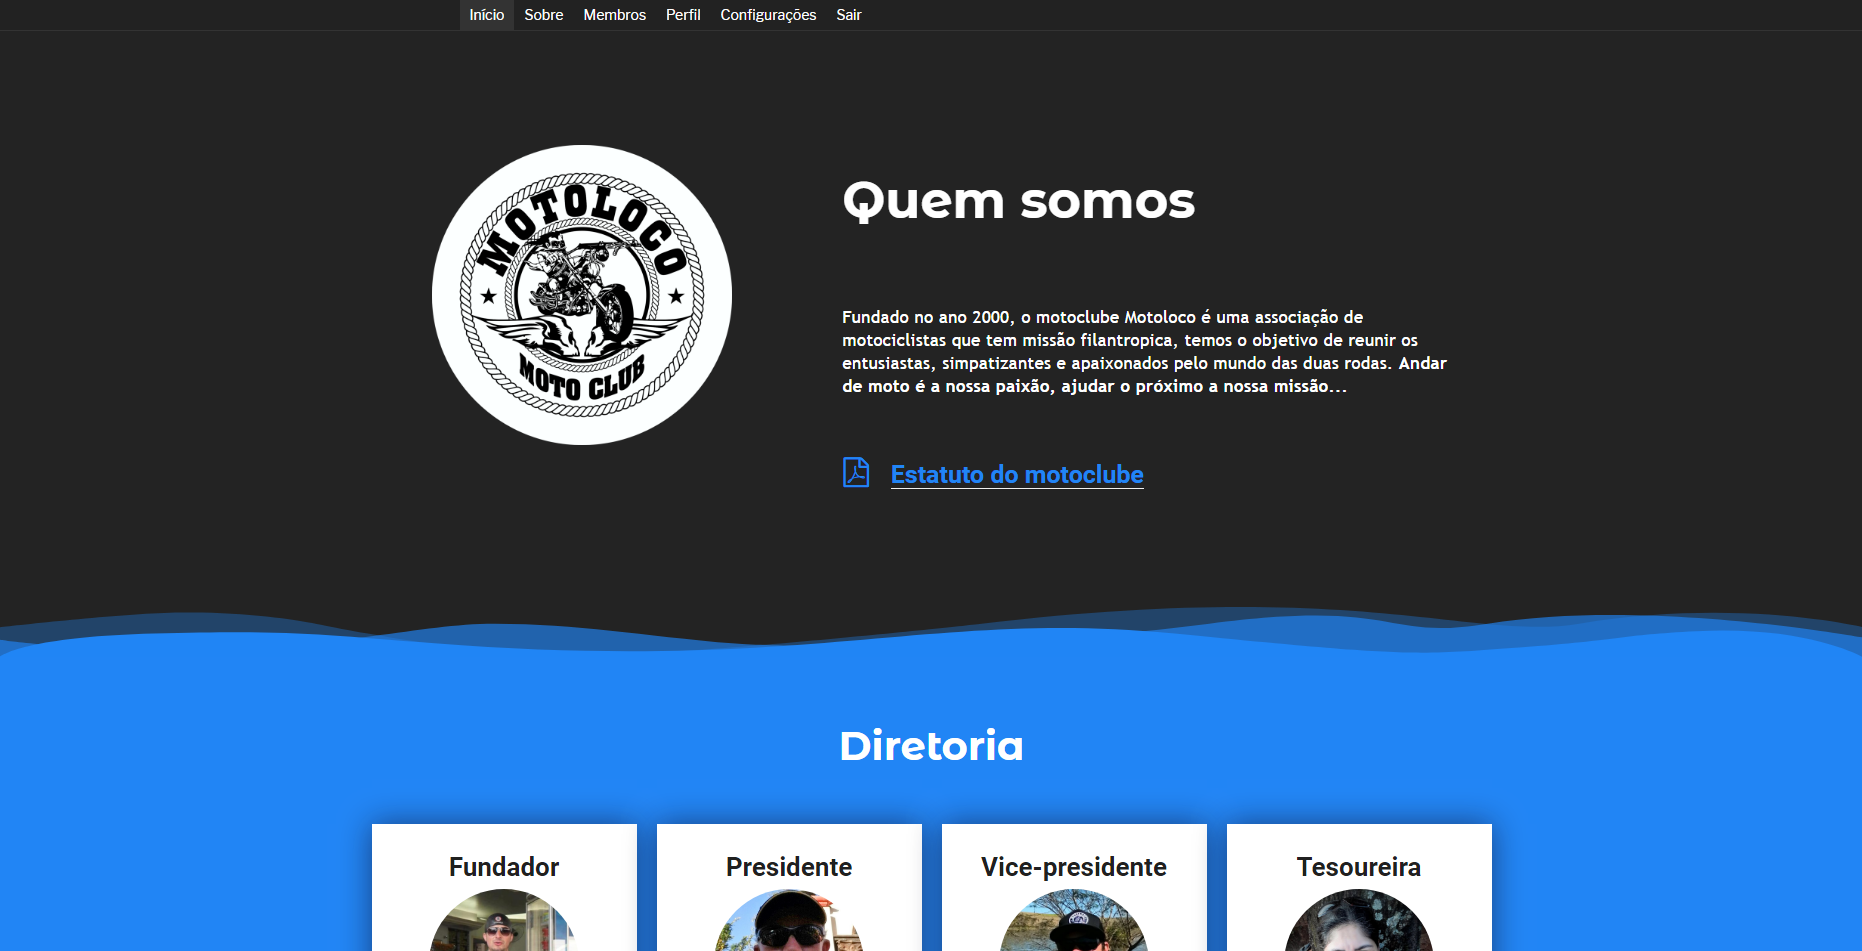 Início Sobre Membros Perfil Configurações Sair
MOTOLOCO
MOTO CLUB
Quem somos
Fundado no ano 2000, o motoclube Motoloco é uma associação de
motociclistas que tem missão filantropica, temos o objetivo de reunir os
entusiastas, simpatizantes e apaixonados pelo mundo das duas rodas. Andar
de moto é a nossa paixão, ajudar o próximo a nossa missão...
Estatuto do motoclube
Diretoria
Fundador Presidente Vice-presidente Tesoureira